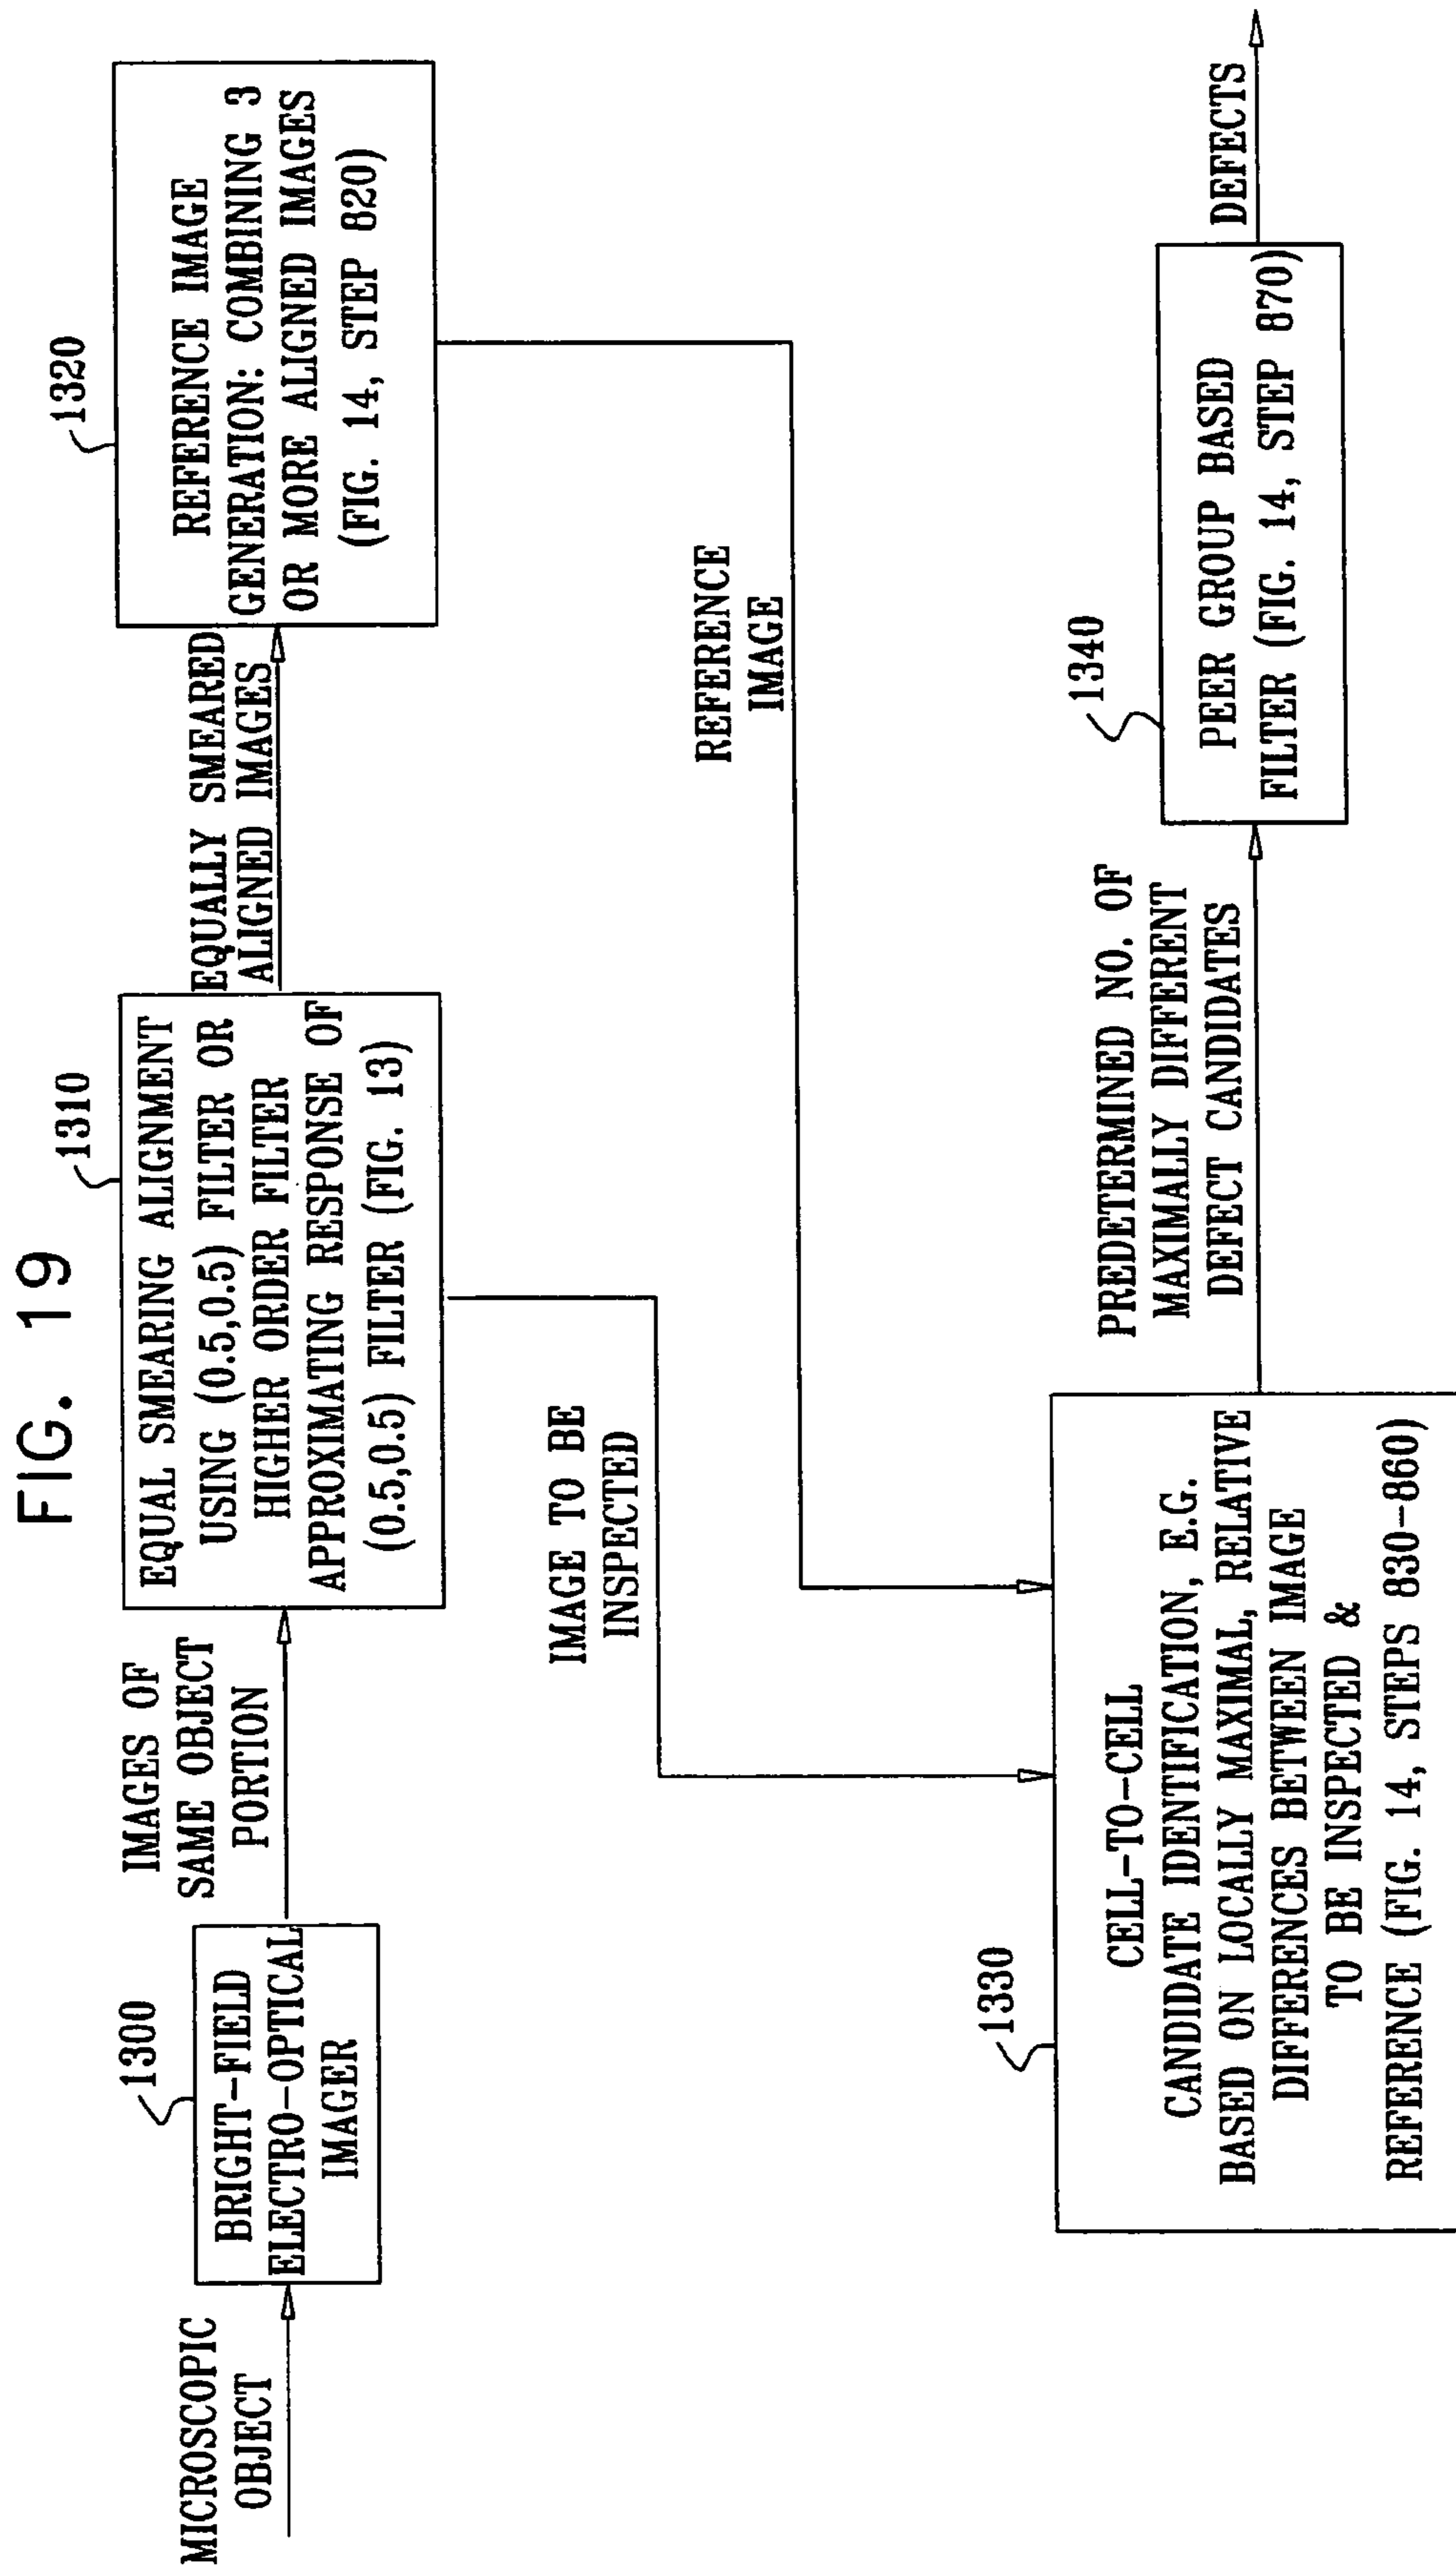 FIG. 19
MICROSCOPIC
OBJECT
1300
BRIGHT-FIELD
ELECTRO-OPTICAL
IMAGER
IMAGES OF
SAME OBJECT
PORTION
1310
EQUAL SMEARING ALIGNMENT
USING (0.5,0.5) FILTER OR
HIGHER ORDER FILTER
APPROXIMATING RESPONSE OF
(0.5,0.5) FILTER (FIG. 13)
EQUALLY SMEARED
ALIGNED IMAGES
1320
REFERENCE IMAGE
GENERATION: COMBINING 3
OR MORE ALIGNED IMAGES
(FIG. 14, STEP 820)
IMAGE TO BE
INSPECTED
REFERENCE
IMAGE
1330
CELL-TO-CELL
CANDIDATE IDENTIFICATION, E.G.
BASED ON LOCALLY MAXIMAL, RELATIVE
DIFFERENCES BETWEEN IMAGE
TO BE INSPECTED &
REFERENCE (FIG. 14, STEPS 830-860)
PREDETERMINED NO. OF
MAXIMALLY DIFFERENT
DEFECT CANDIDATES
1340
PEER GROUP BASED
FILTER (FIG. 14, STEP 870)
DEFECTS